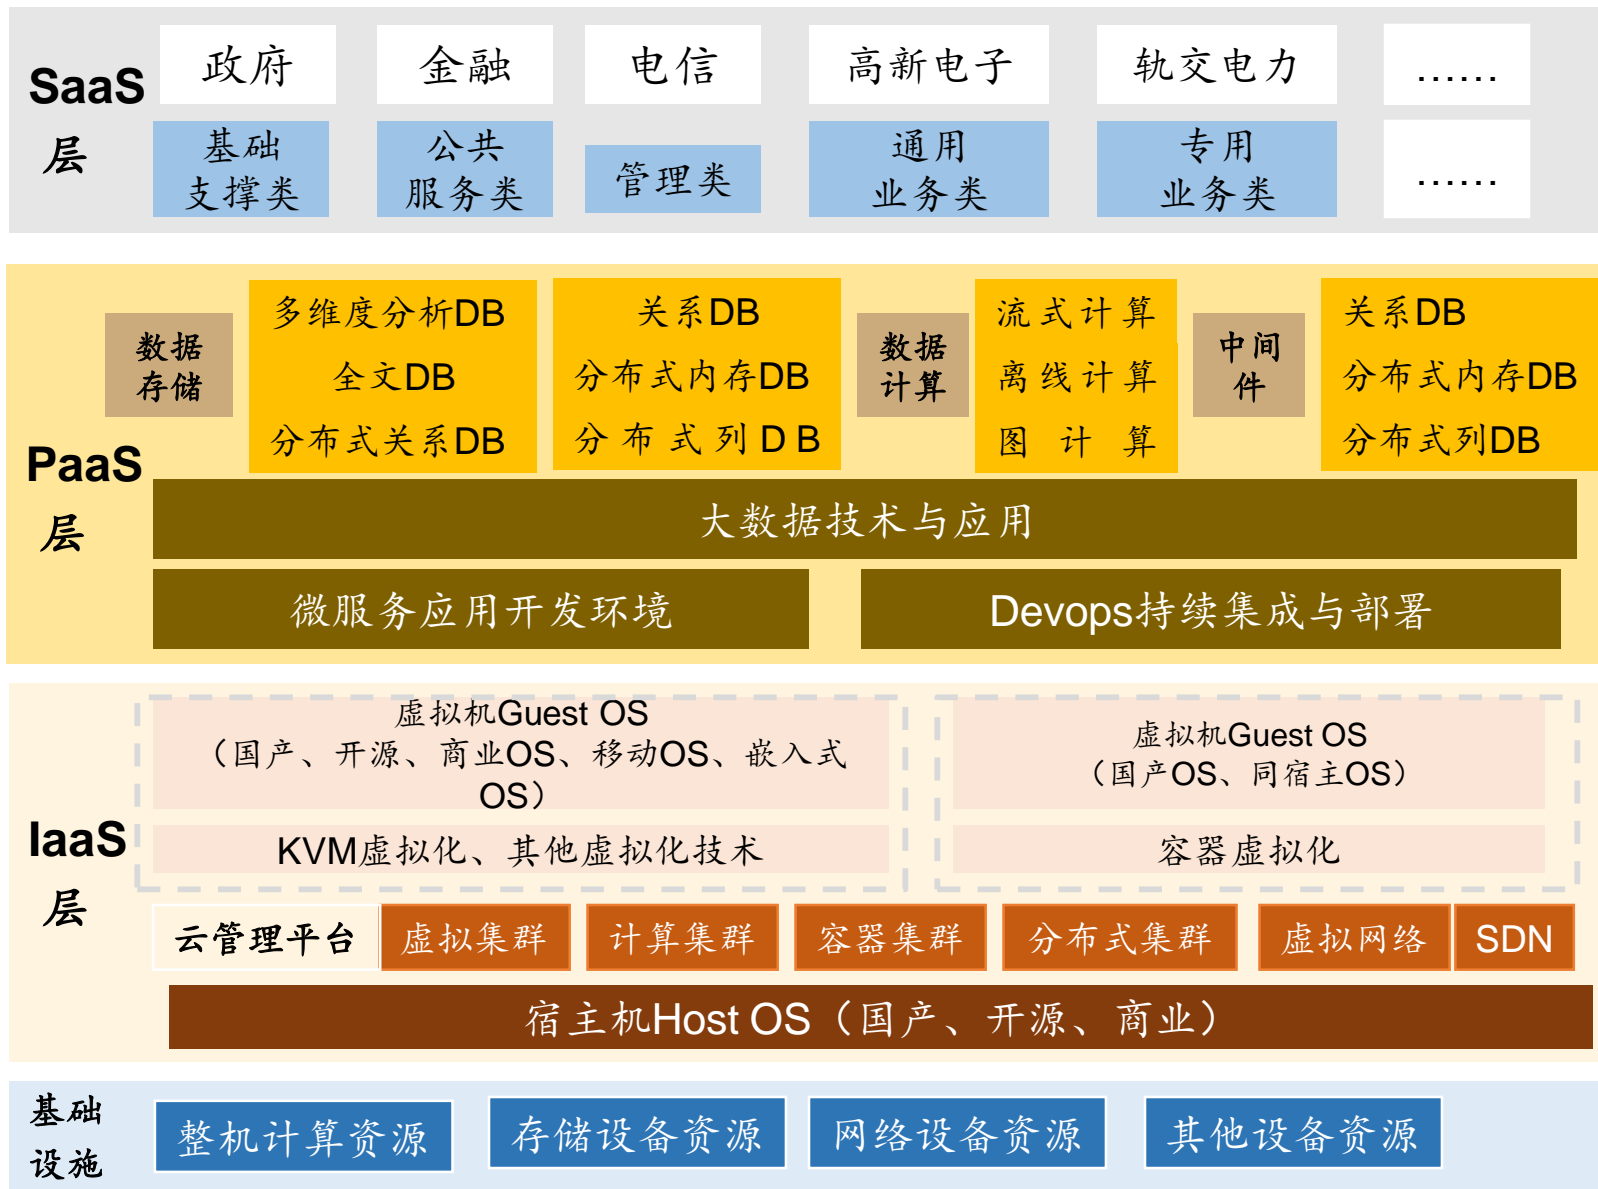 SaaS
层
政府
金融
电信
高新电子
轨交电力
……
基础
支撑类
公共
服务类
管理类
通用
业务类
专用
业务类
……
PaaS
层
数据
存储
多维度分析DB
全文DB
分布式关系DB
关系DB
分布式内存DB
分布式列DB
数据
计算
流式计算
离线计算
图计算
中间
件
关系DB
分布式内存DB
分布式列DB
大数据技术与应用
微服务应用开发环境
Devops持续集成与部署
IaaS
层
虚拟机Guest OS
（国产、开源、商业OS、移动OS、嵌入式
OS）
KVM虚拟化、其他虚拟化技术
虚拟机Guest OS
（国产OS、同宿主OS）
容器虚拟化
云管理平台
虚拟集群
计算集群
容器集群
分布式集群
虚拟网络
SDN
宿主机Host OS（国产、开源、商业）
基础
设施
整机计算资源
存储设备资源
网络设备资源
其他设备资源